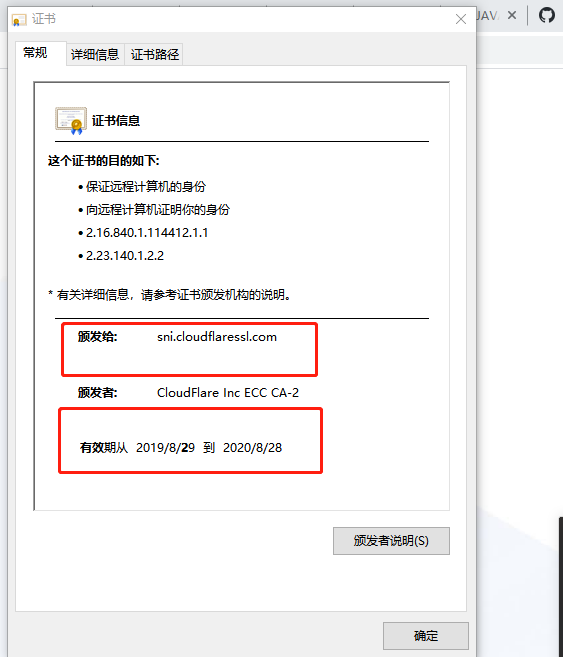 证书
JAVA
常规 详细信息 证书路径
证书信息
这个证书的目的如下:
• 保证远程计算机的身份
• 向远程计算机证明你的身份
• 2.16.840.1.114412.1.1
• 2.23.140.1.2.2
* 有关详细信息，请参考证书颁发机构的说明。
颁发给: sni.cloudflaressl.com
颁发者: CloudFlare Inc ECC CA-2
有效期从 2019/8/29 到 2020/8/28
颁发者说明(S)
确定